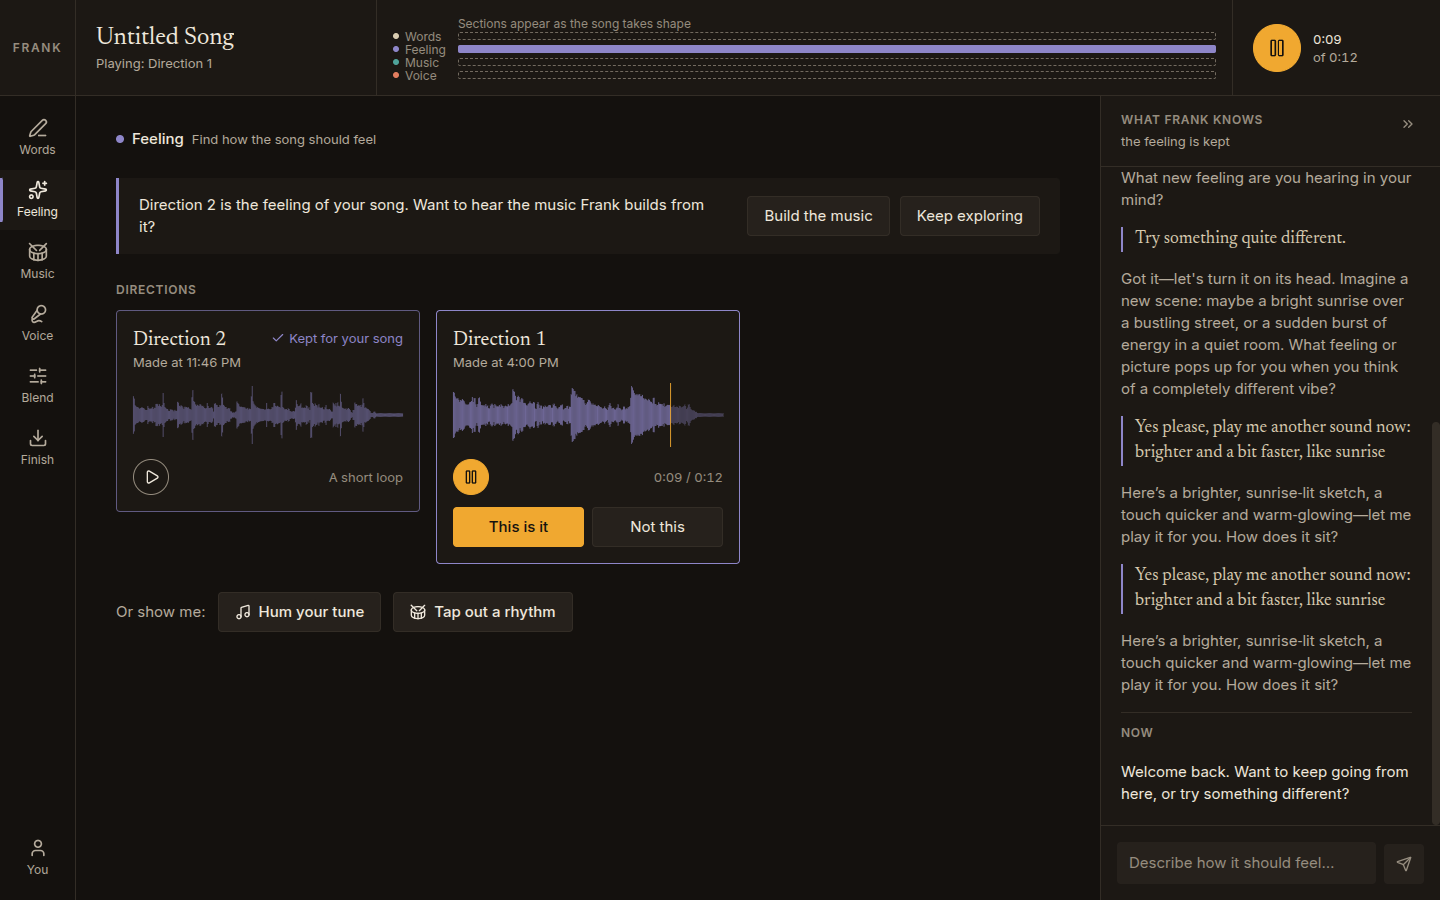 FRANK
Untitled Song
Playing: Direction 1
Sections appear as the song takes shape
Words
Feeling
Music
Voice
0:09
of 0:12
Words
Feeling
Music
Voice
Blend
Finish
You
Feeling Find how the song should feel
Direction 2 is the feeling of your song. Want to hear the music Frank builds from
it?
Build the music
Keep exploring
DIRECTIONS
Direction 2
Kept for your song
Made at 11:46 PM
A short loop
Direction 1
Made at 4:00 PM
0:09 / 0:12
This is it
Not this
Or show me:
Hum your tune
Tap out a rhythm
WHAT FRANK KNOWS
the feeling is kept
What new feeling are you hearing in your
mind?
Try something quite different.
Got it—let's turn it on its head. Imagine a
new scene: maybe a bright sunrise over
a bustling street, or a sudden burst of
energy in a quiet room. What feeling or
picture pops up for you when you think
of a completely different vibe?
Yes please, play me another sound now:
brighter and a bit faster, like sunrise
Here’s a brighter, sunrise-lit sketch, a
touch quicker and warm-glowing—let me
play it for you. How does it sit?
Yes please, play me another sound now:
brighter and a bit faster, like sunrise
Here’s a brighter, sunrise-lit sketch, a
touch quicker and warm-glowing—let me
play it for you. How does it sit?
NOW
Welcome back. Want to keep going from
here, or try something different?
Describe how it should feel...